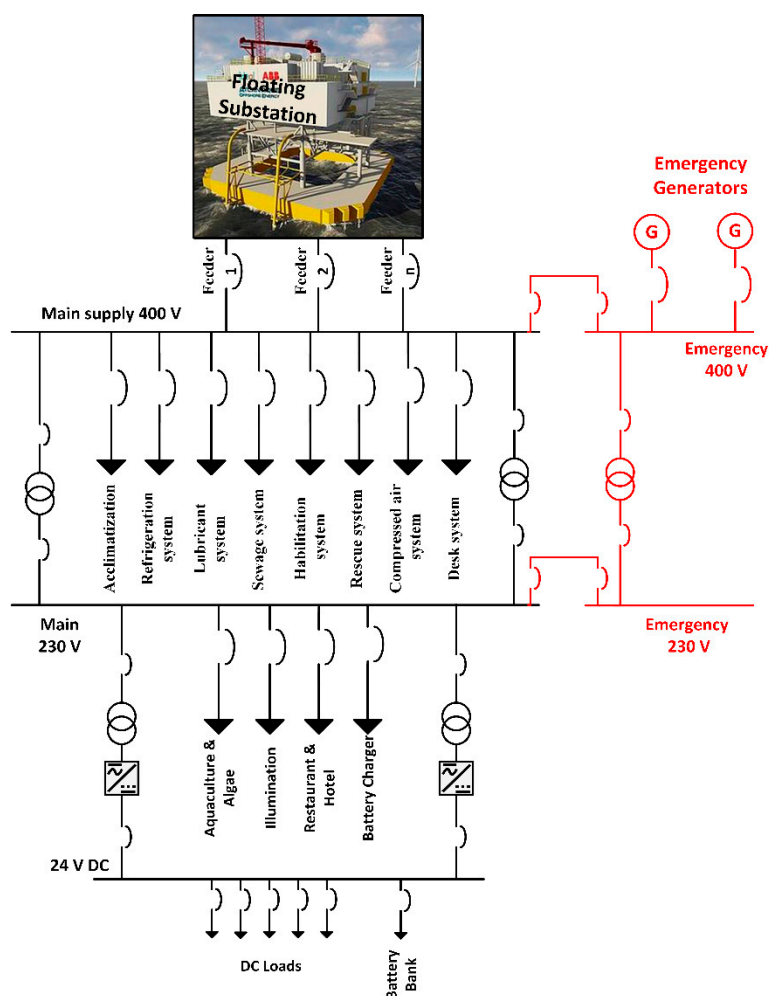 ABB
Floating
Substation
Emergency
Generators
G
G
Feeder
1
Feeder
2
Feeder
n
Main supply 400 V
Emergency
400 V
Acclimatization
Refrigeration
system
Lubricant
system
Sewage system
Habilitation
system
Rescue system
Compressed air
system
Desk system
Main
230 V
Emergency
230 V
Aquaculture &
Algae
Illumination
Restaurant &
Hotel
Battery Charger
24 V DC
DC Loads
Battery
Bank